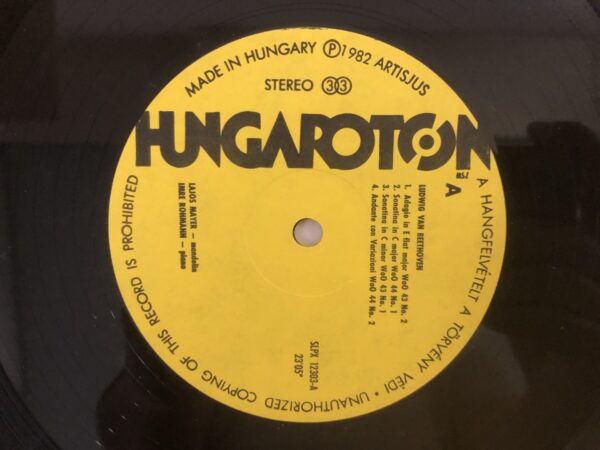 MADE IN HUNGARY Ⓟ1982 ARTISJUS
STEREO 33
HUNGAROTON
MSZ
A
A HANGFELVÉTELT A TÖRVÉNY VÉDI • UNAUTHORIZED COPYING OF THIS RECORD IS PROHIBITED
LUDWIG VAN BEETHOVEN
1. Adagio in E flat major WoO 43 No. 2
2. Sonatina in C major WoO 44 No. 1
3. Sonatina in C minor WoO 43 No. 1
4. Andante con Variazioni WoO 44 No. 2
LAJOS MAYER – mandolin
IMRE ROHMANN – piano
SLPX 12303-A
23'05"